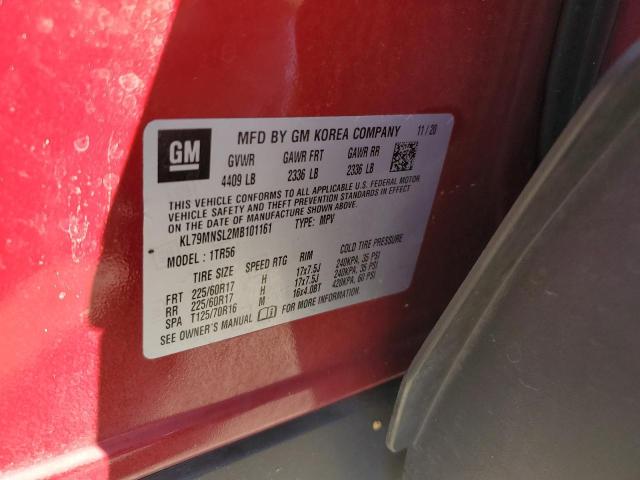 GM
MFD BY GM KOREA COMPANY 11/20
GVWR GAWR FRT GAWR RR
4409 LB 2336 LB 2336 LB
THIS VEHICLE CONFORMS TO ALL APPLICABLE U.S. FEDERAL MOTOR
VEHICLE SAFETY AND THEFT PREVENTION STANDARDS IN EFFECT
ON THE DATE OF MANUFACTURE SHOWN ABOVE.
KL79MNSL2MB101161 TYPE: MPV
MODEL: 1TR56
TIRE SIZE SPEED RTG RIM COLD TIRE PRESSURE
FRT 225/60R17 H 17x7.5J 240KPA, 35 PSI
RR 225/60R17 H 17x7.5J 240KPA, 35 PSI
SPA T125/70R16 M 16x4.0BT 420KPA, 60 PSI
SEE OWNER'S MANUAL FOR MORE INFORMATION.